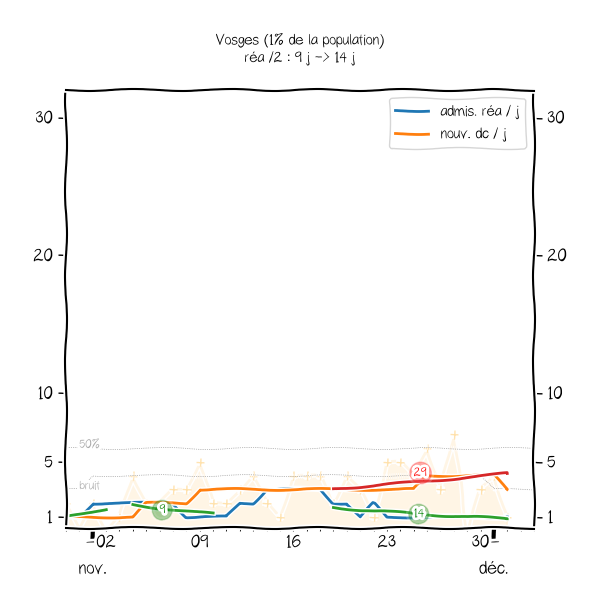 Vosges (1% de la population)
réa /2 : 9 j -> 14 j
admis. réa / j
nouv. dc / j
30 30
20 20
10 10
50%
5 5
29
bruit
9 14
1 1
02 09 16 23 30
nov. déc.